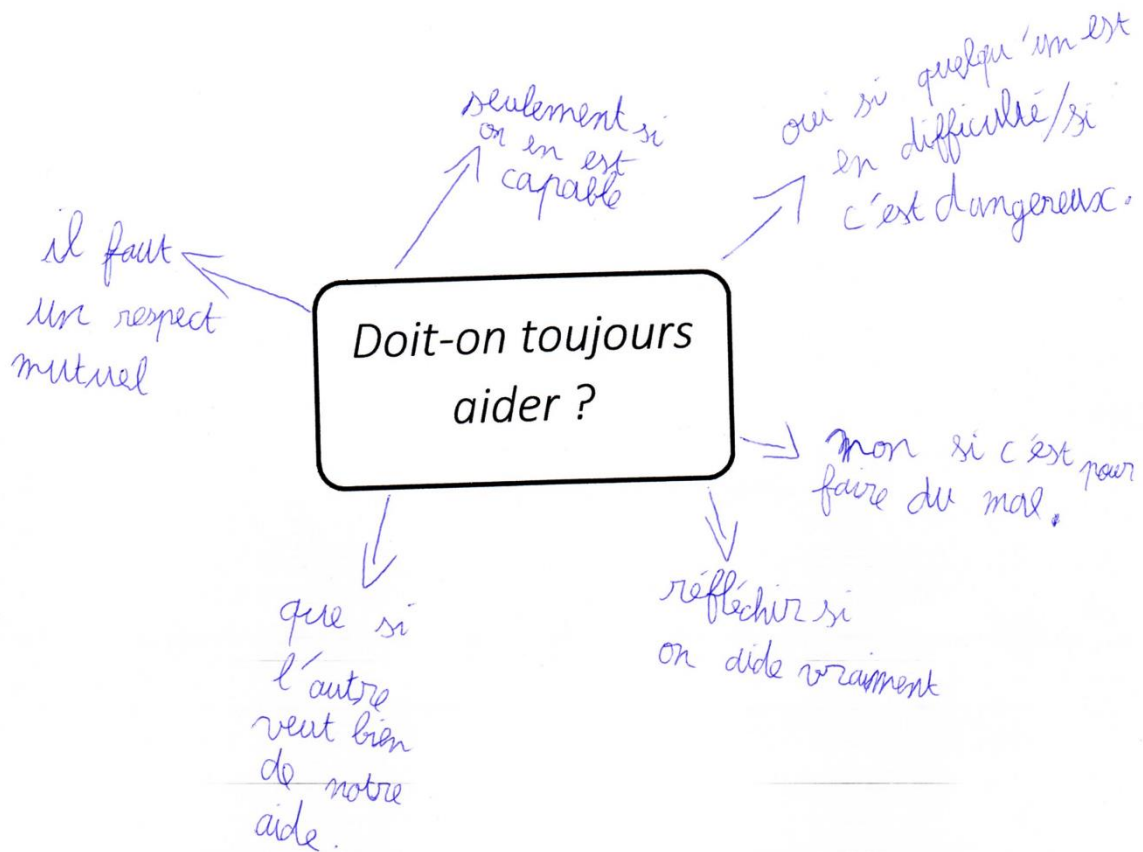 seulement si
on en est
capable
oui si quelqu'un est
en difficulté/si
c'est dangereux.
il faut
un respect
mutuel
Doit-on toujours
aider ?
non si c'est pour
faire du mal.
réfléchir si
on aide vraiment
que si
l'autre
veut bien
de notre
aide.